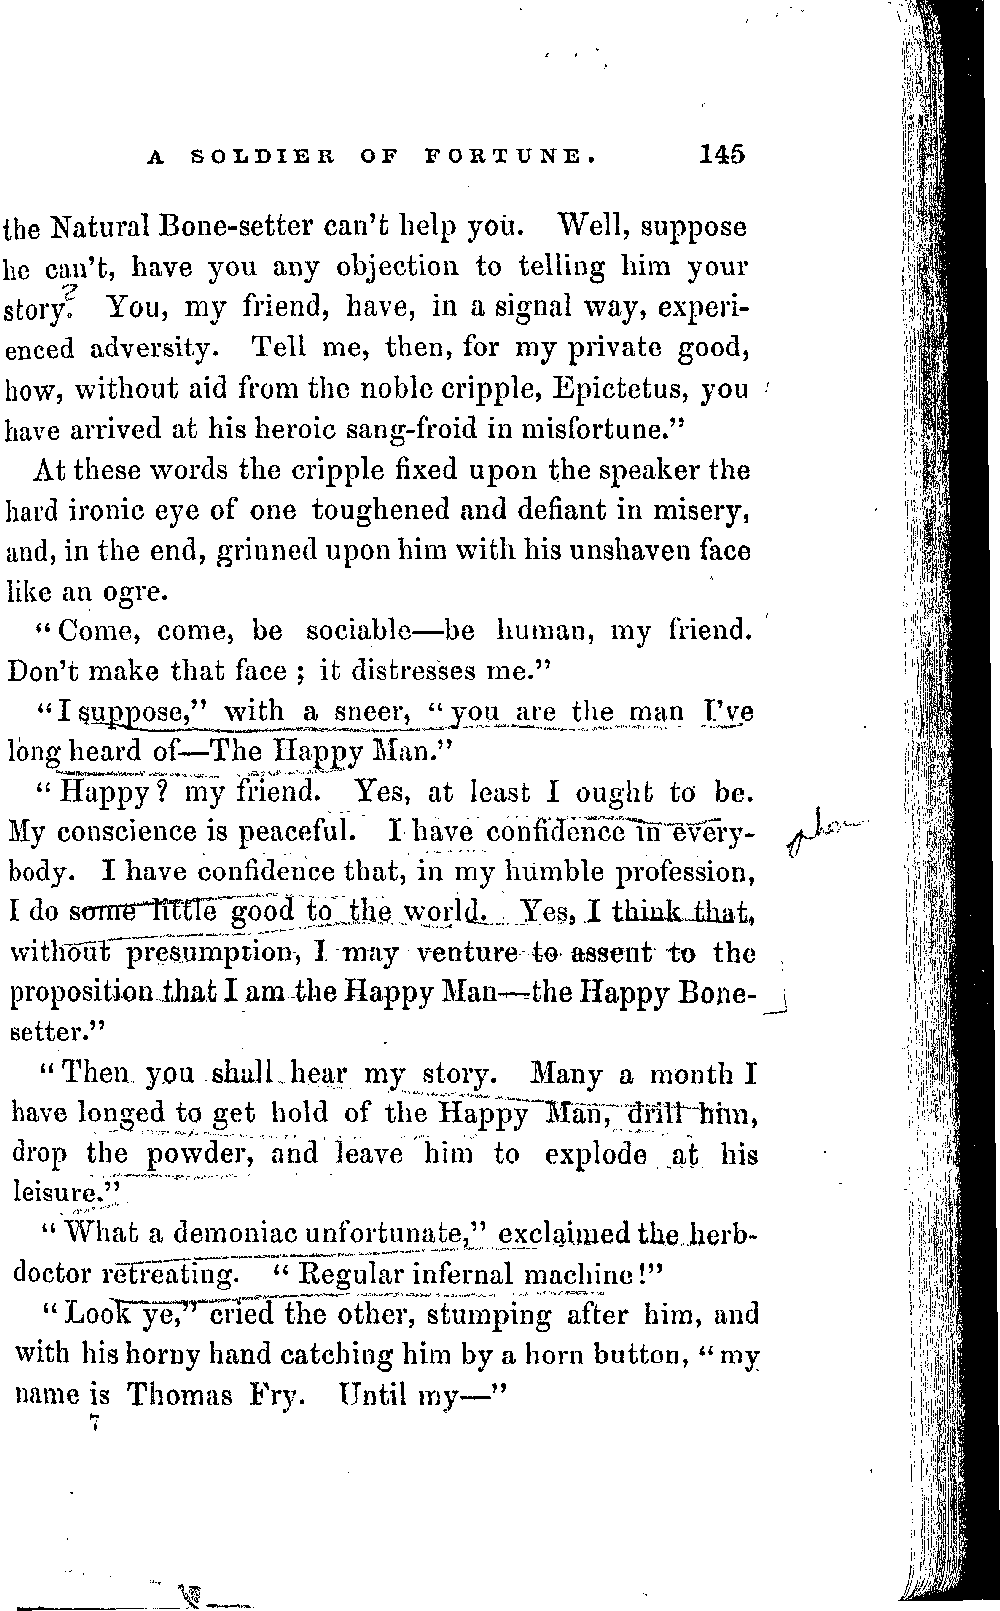 A SOLDIER OF FORTUNE. 145
the Natural Bone-setter can't help you. Well, suppose
he can't, have you any objection to telling him your
story? You, my friend, have, in a signal way, experi-
enced adversity. Tell me, then, for my private good,
how, without aid from the noble cripple, Epictetus, you
have arrived at his heroic sang-froid in misfortune."
At these words the cripple fixed upon the speaker the
hard ironic eye of one toughened and defiant in misery,
and, in the end, grinned upon him with his unshaven face
like an ogre.
"Come, come, be sociable—be human, my friend.
Don't make that face ; it distresses me."
"I suppose," with a sneer, "you are the man I've
long heard of—The Happy Man."
"Happy? my friend. Yes, at least I ought to be.
My conscience is peaceful. I have confidence in every-
body. I have confidence that, in my humble profession,
I do some little good to the world. Yes, I think that,
without presumption, I may venture to assent to the
proposition that I am the Happy Man—the Happy Bone-
setter."
"Then you shall hear my story. Many a month I
have longed to get hold of the Happy Man, drill him,
drop the powder, and leave him to explode at his
leisure."
"What a demoniac unfortunate," exclaimed the herb-
doctor retreating. "Regular infernal machine!"
"Look ye," cried the other, stumping after him, and
with his horny hand catching him by a horn button, "my
name is Thomas Fry. Until my—"
7